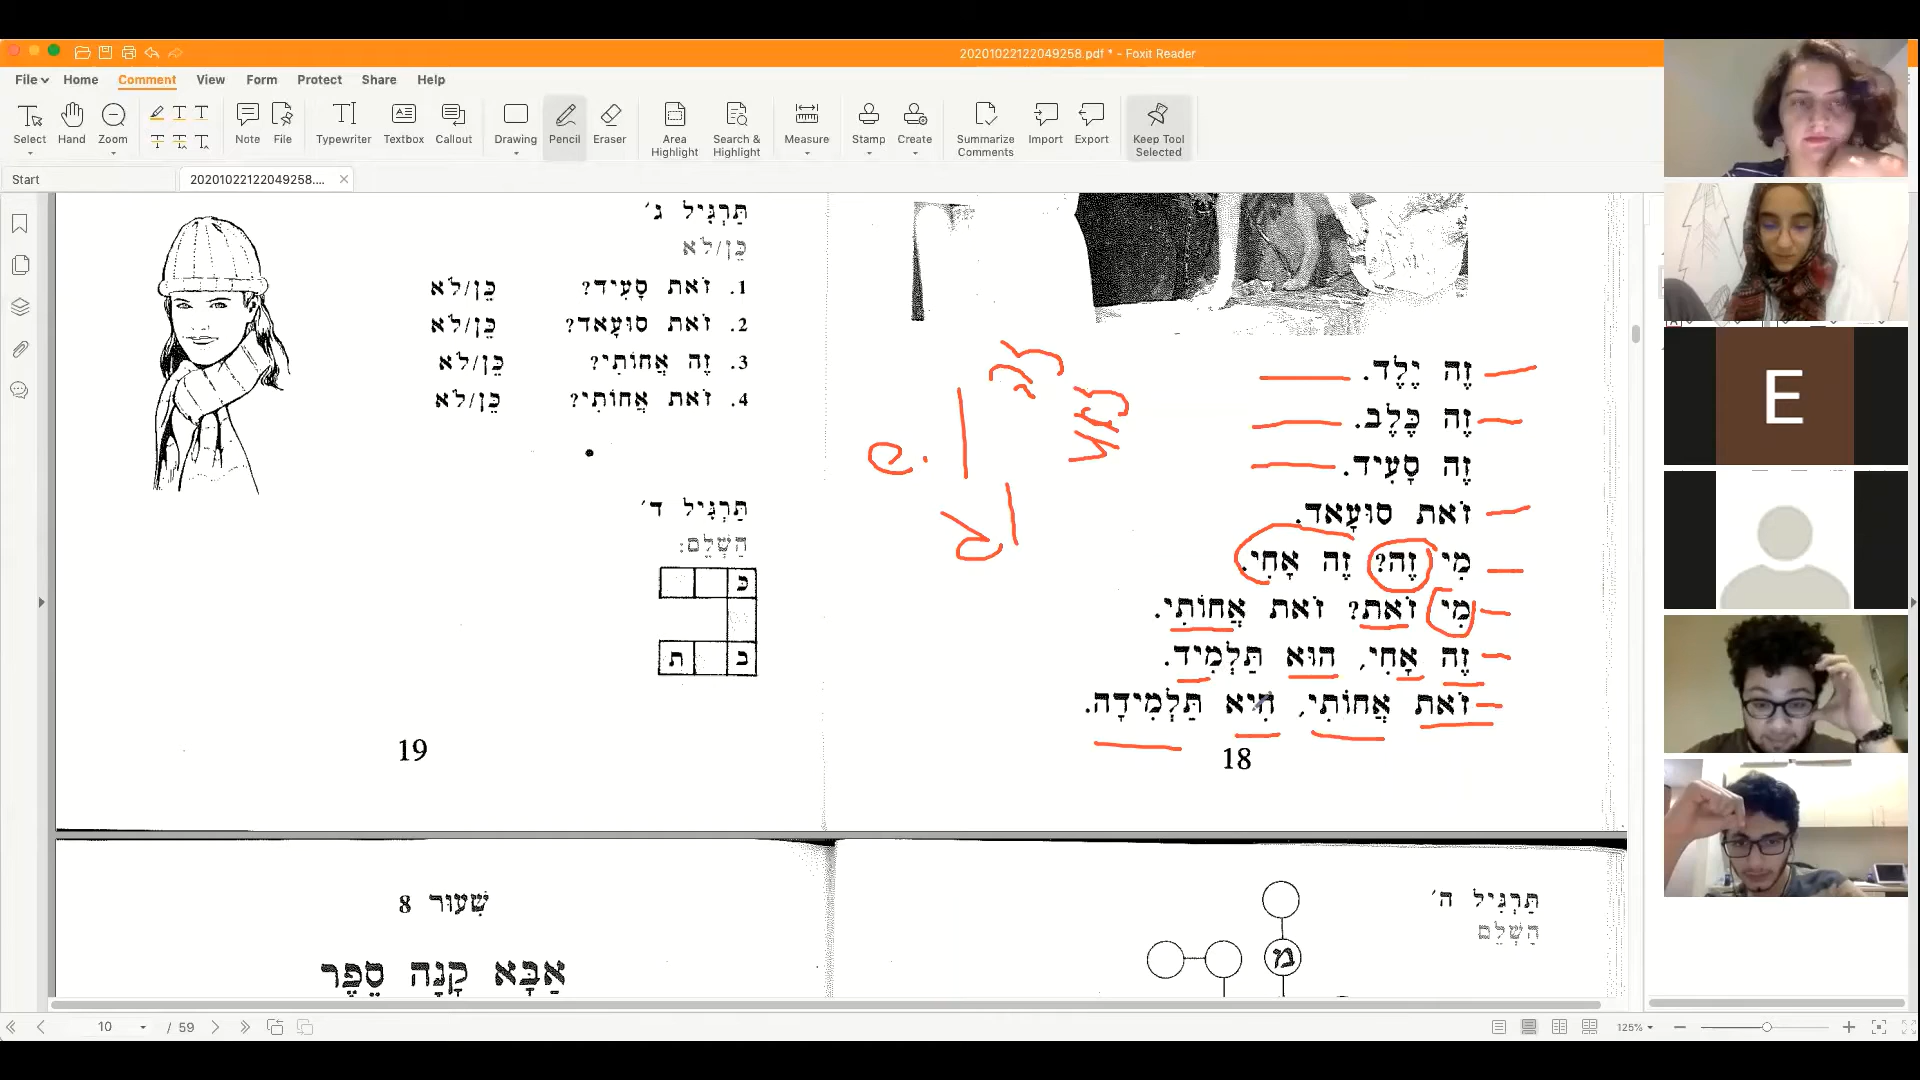 20201022122049258.pdf * - Foxit Reader
File Home Comment View Form Protect Share Help
Select Hand Zoom Note File Typewriter Textbox Callout Drawing Pencil Eraser Area Highlight Search & Highlight Measure Stamp Create Summarize Comments Import Export Keep Tool Selected
Start 20201022122049258....
זֶה יֶלֶד.
זֶה כֶּלֶב.
זֶה סָעִיד.
זֹאת סוּעָאד.
מִי זֶה? זֶה אָחִי.
מִי זֹאת? זֹאת אֲחוֹתִי.
זֶה אָחִי, הוּא תַּלְמִיד.
זֹאת אֲחוֹתִי, הִיא תַּלְמִידָה.
18
תַּרְגִּיל ג׳
כֵּן/לֹא
1. זֹאת סָעִיד? כֵּן/לֹא
2. זֹאת סוּעָאד? כֵּן/לֹא
3. זֶה אֲחוֹתִי? כֵּן/לֹא
4. זֹאת אֲחוֹתִי? כֵּן/לֹא
תַּרְגִּיל ד׳
הַשְׁלֵם:
כּ
כ ת
19
תַּרְגִּיל ה׳
הַשְׁלֵם
מ
שִׁעוּר 8
אַבָּא קָנָה סֵפֶר
E
10 / 59
125%